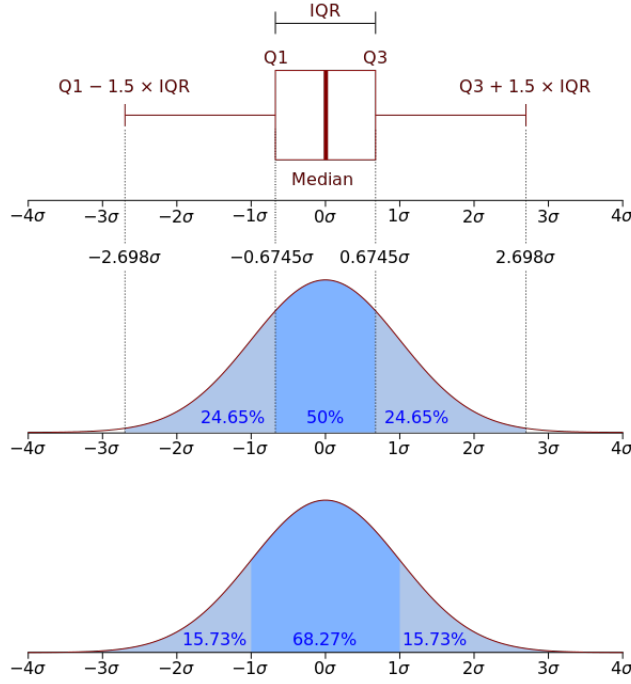 IQR
Q1 Q3
Q1 − 1.5 × IQR Q3 + 1.5 × IQR
Median
−4σ −3σ −2σ −1σ 0σ 1σ 2σ 3σ 4σ
−2.698σ −0.6745σ 0.6745σ 2.698σ
24.65% 50% 24.65%
−4σ −3σ −2σ −1σ 0σ 1σ 2σ 3σ 4σ
15.73% 68.27% 15.73%
−4σ −3σ −2σ −1σ 0σ 1σ 2σ 3σ 4σ